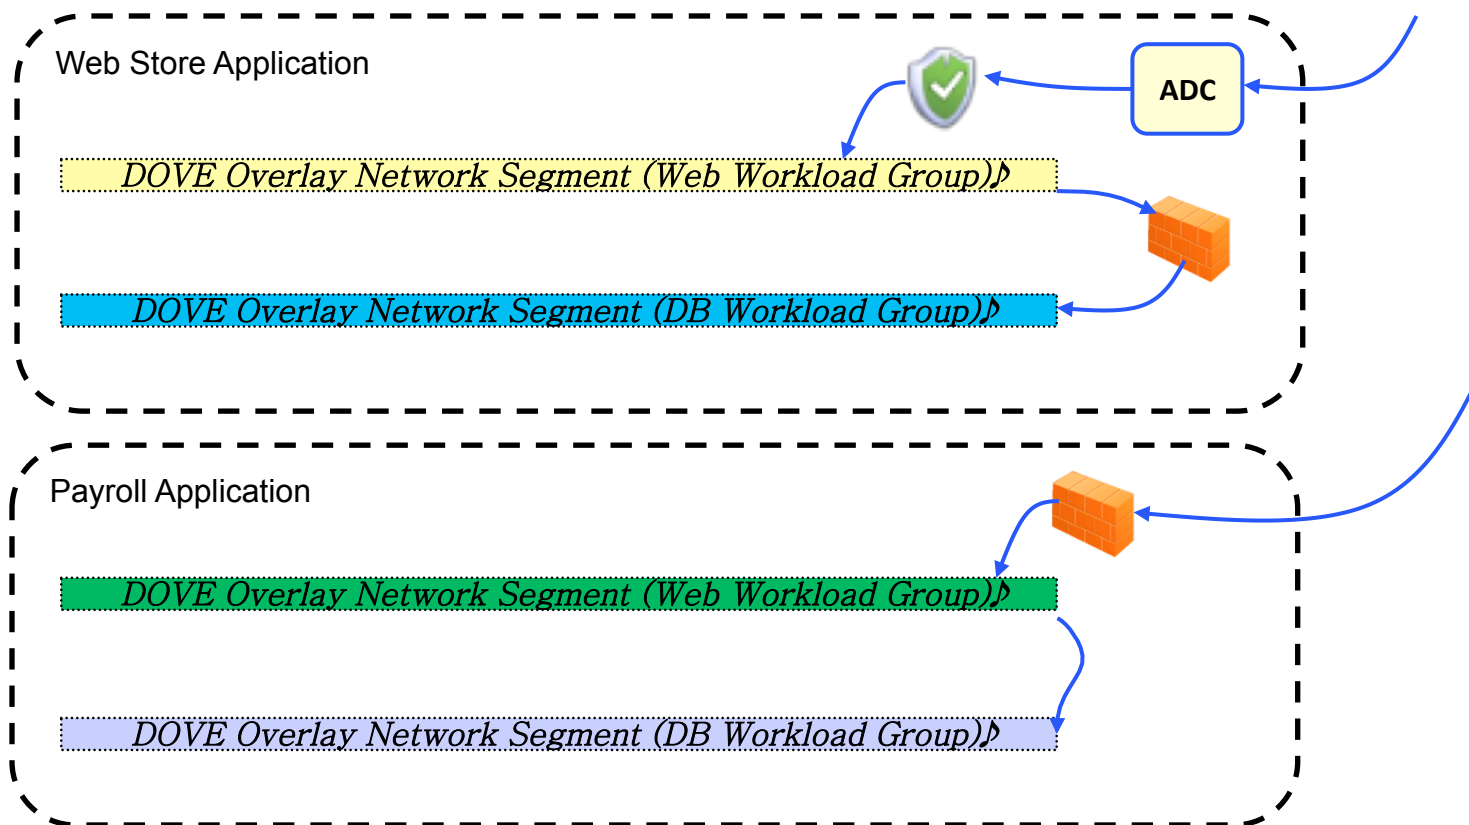 Web Store Application
ADC
DOVE Overlay Network Segment (Web Workload Group)♪
DOVE Overlay Network Segment (DB Workload Group)♪
Payroll Application
DOVE Overlay Network Segment (Web Workload Group)♪
DOVE Overlay Network Segment (DB Workload Group)♪